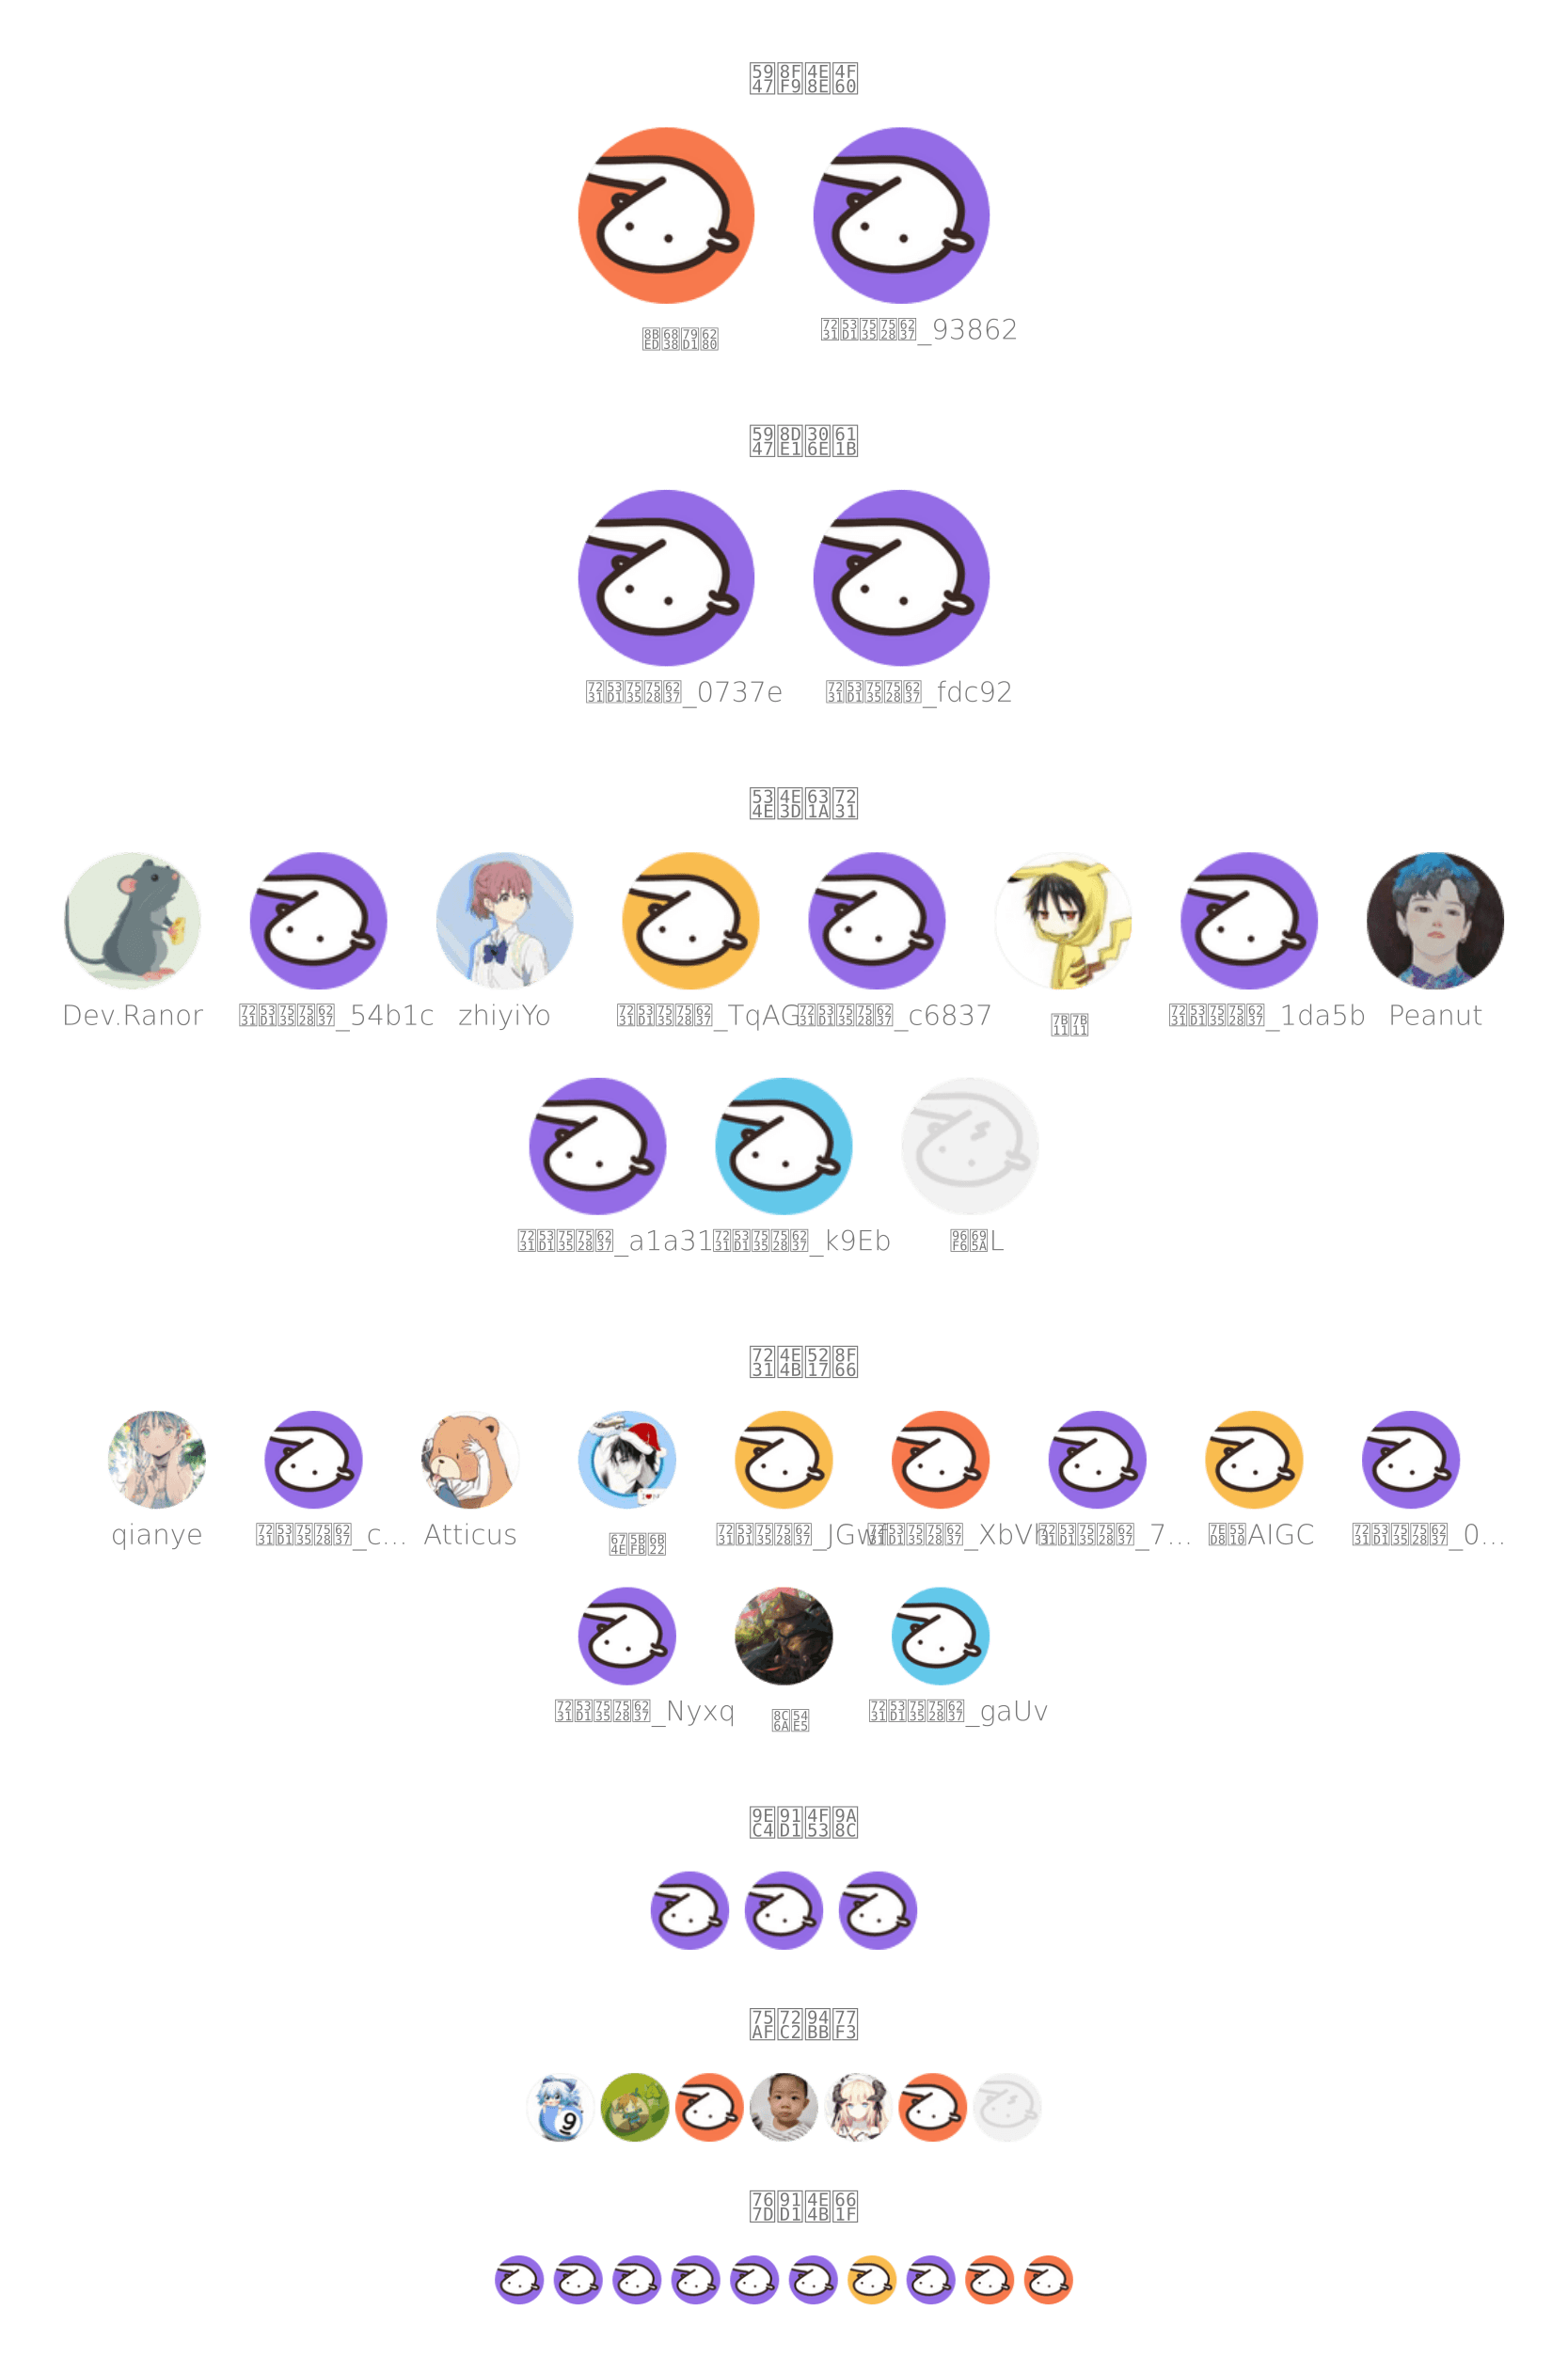 奇迹于你
语核科技 爱发电用户_93862
奇跡の愛
爱发电用户_0737e 爱发电用户_fdc92
华丽挚爱
Dev.Ranor 爱发电用户_54b1c zhiyiYo 爱发电用户_TqAG 爱发电用户_c6837 笑笑 爱发电用户_1da5b Peanut
爱发电用户_a1a31 爱发电用户_k9Eb 零楚L
爱之列车
qianye 爱发电用户_c... Atticus 李寻欢 爱发电用户_JGwf 爱发电用户_XbVh 爱发电用户_7... 绘唐AIGC 爱发电用户_0...
爱发电用户_Nyxq 豪哥 爱发电用户_gaUv
黄金体验
疯狂钻石
9
白金之星